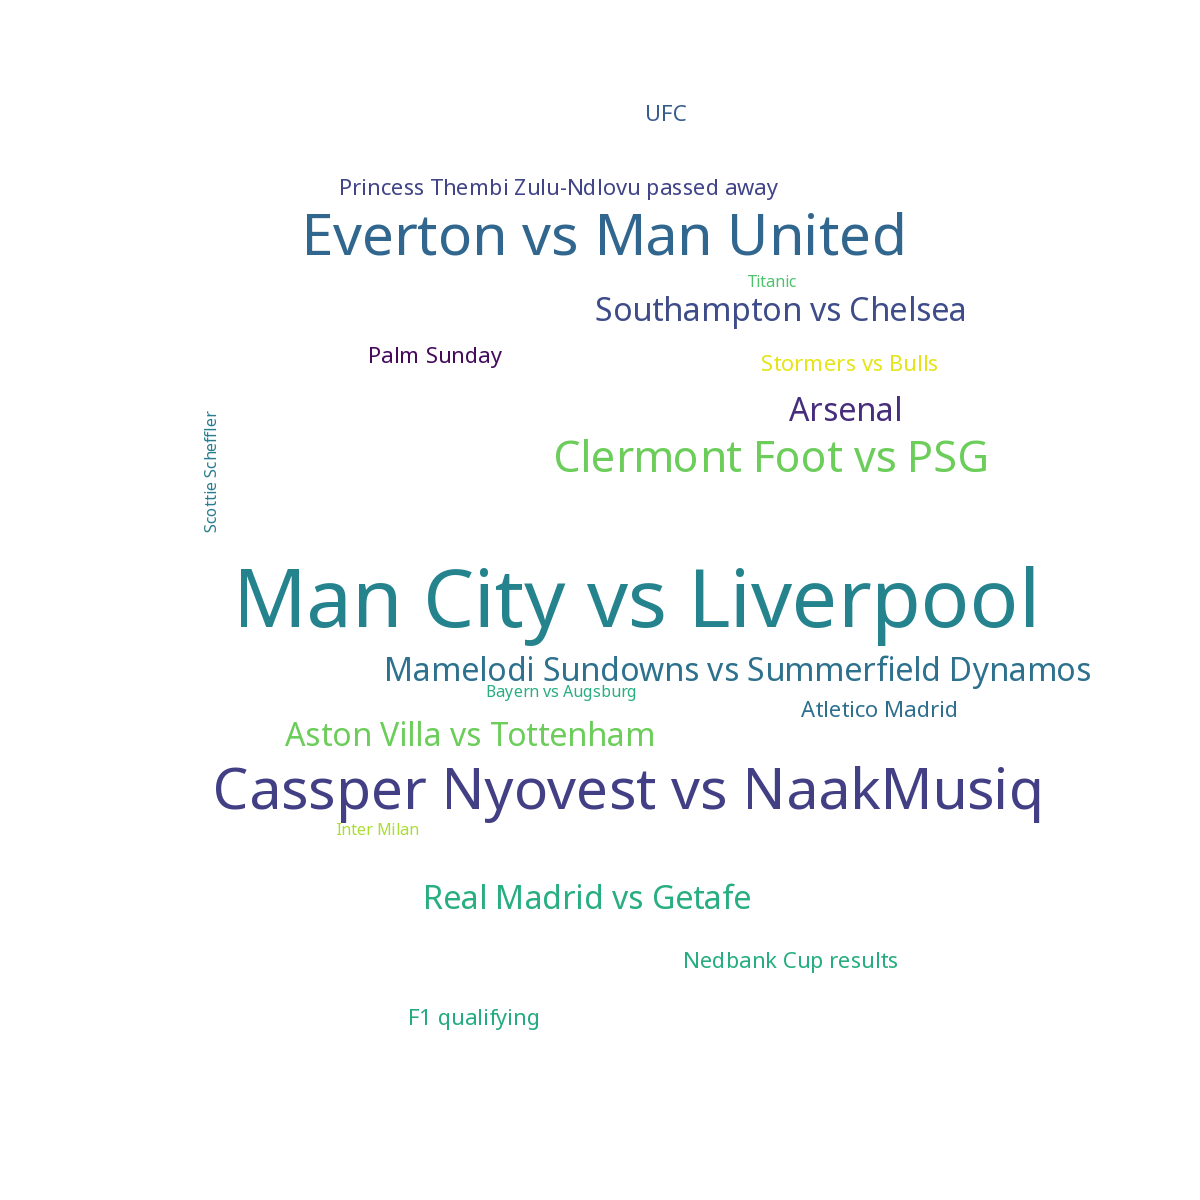 UFC
Princess Thembi Zulu-Ndlovu passed away
Everton vs Man United
Titanic
Southampton vs Chelsea
Palm Sunday
Stormers vs Bulls
Arsenal
Scottie Scheffler
Clermont Foot vs PSG
Man City vs Liverpool
Mamelodi Sundowns vs Summerfield Dynamos
Bayern vs Augsburg
Atletico Madrid
Aston Villa vs Tottenham
Cassper Nyovest vs NaakMusiq
Inter Milan
Real Madrid vs Getafe
Nedbank Cup results
F1 qualifying